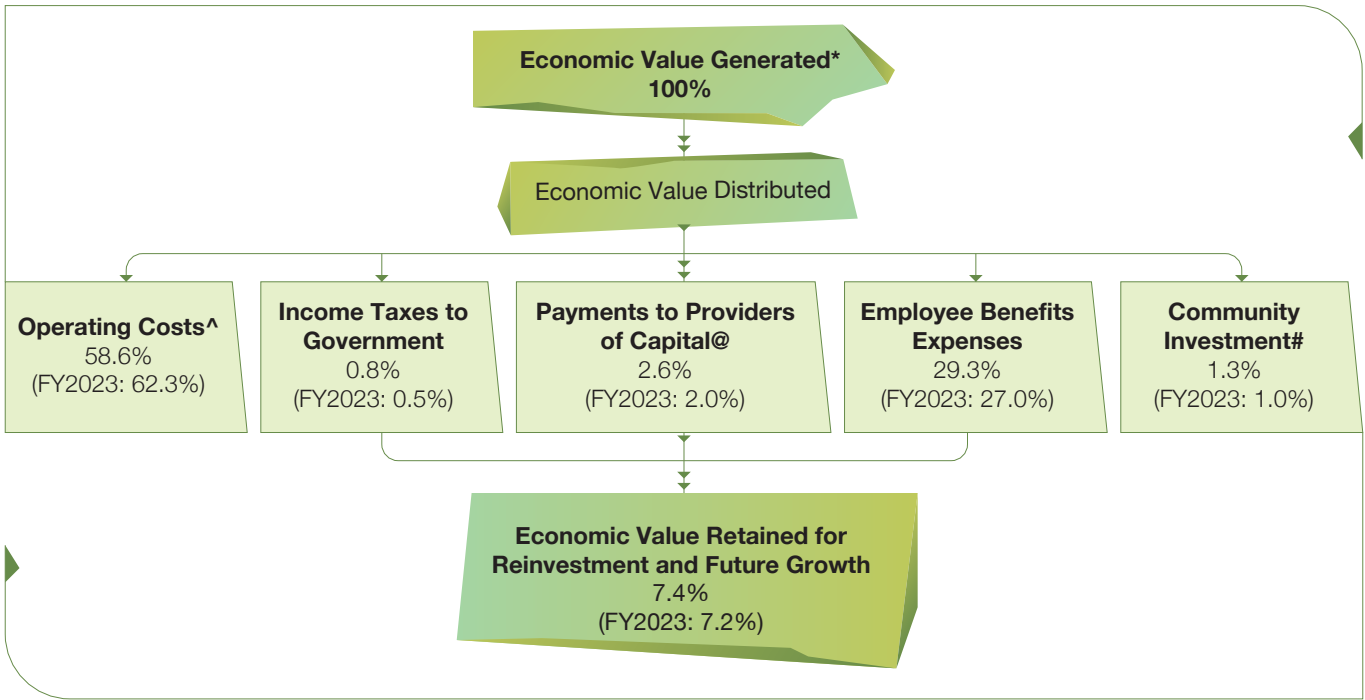 Economic Value Generated*
100%
Economic Value Distributed
Operating Costs^
58.6%
(FY2023: 62.3%)
Income Taxes to
Government
0.8%
(FY2023: 0.5%)
Payments to Providers
of Capital@
2.6%
(FY2023: 2.0%)
Employee Benefits
Expenses
29.3%
(FY2023: 27.0%)
Community
Investment#
1.3%
(FY2023: 1.0%)
Economic Value Retained for
Reinvestment and Future Growth
7.4%
(FY2023: 7.2%)